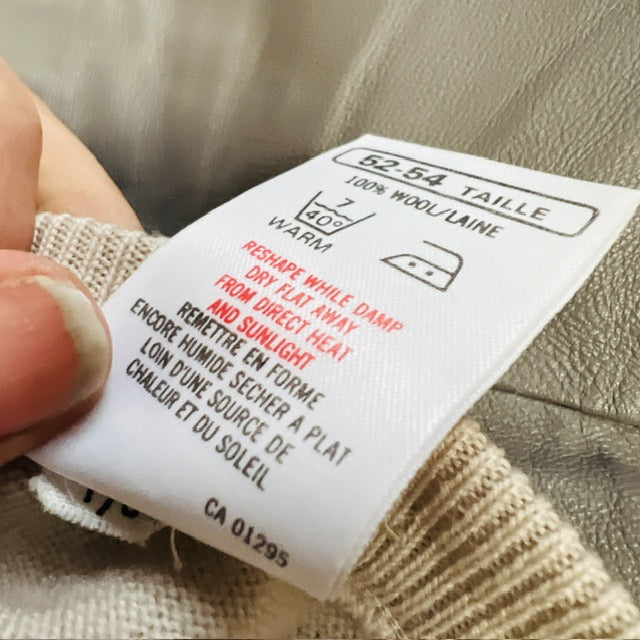 52-54 TAILLE
100% WOOL/LAINE
7
40°
WARM
RESHAPE WHILE DAMP
DRY FLAT AWAY
FROM DIRECT HEAT
AND SUNLIGHT
REMETTRE EN FORME
ENCORE HUMIDE SECHER A PLAT
LOIN D'UNE SOURCE DE
CHALEUR ET DU SOLEIL
CA 01295